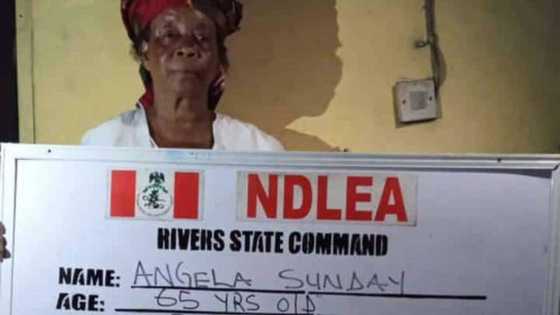 NDLEA
RIVERS STATE COMMAND
NAME: ANGELA SUNDAY
AGE: 65 YRS OLD